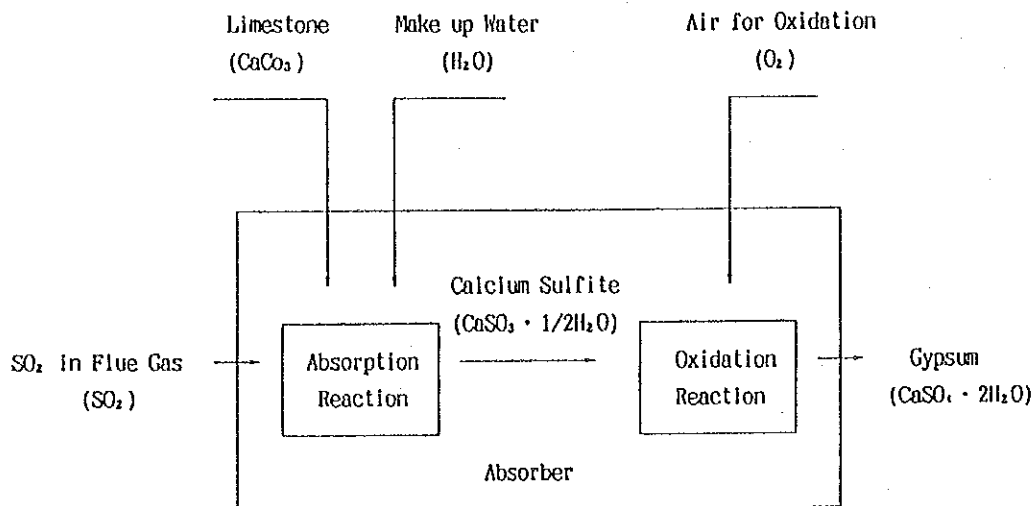 Limestone
(CaCo₃)
Make up Water
(H₂O)
Air for Oxidation
(O₂)
Calcium Sulfite
(CaSO₃・1/2H₂O)
SO₂ in Flue Gas
(SO₂)
Absorption
Reaction
Oxidation
Reaction
Gypsum
(CaSO₄・2H₂O)
Absorber